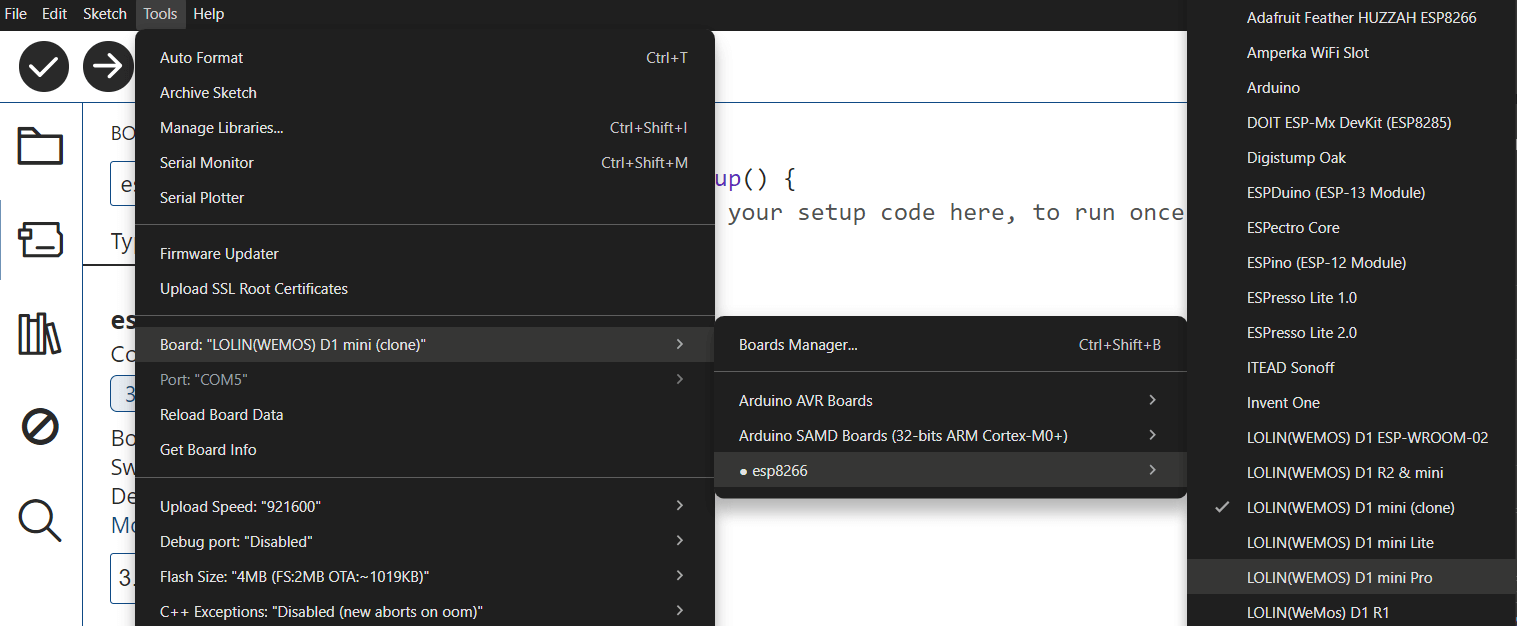 File Edit Sketch Tools Help
Auto Format Ctrl+T
Archive Sketch
Manage Libraries... Ctrl+Shift+I
Serial Monitor Ctrl+Shift+M
Serial Plotter
Firmware Updater
Upload SSL Root Certificates
Board: "LOLIN(WEMOS) D1 mini (clone)"
Port: "COM5"
Reload Board Data
Get Board Info
Upload Speed: "921600"
Debug port: "Disabled"
Flash Size: "4MB (FS:2MB OTA:~1019KB)"
C++ Exceptions: "Disabled (new aborts on oom)"
BO
es
Ty
es
Co
3
Bo
Sw
De
Mo
3.
up() {
your setup code here, to run once
Boards Manager... Ctrl+Shift+B
Arduino AVR Boards
Arduino SAMD Boards (32-bits ARM Cortex-M0+)
● esp8266
Adafruit Feather HUZZAH ESP8266
Amperka WiFi Slot
Arduino
DOIT ESP-Mx DevKit (ESP8285)
Digistump Oak
ESPDuino (ESP-13 Module)
ESPectro Core
ESPino (ESP-12 Module)
ESPresso Lite 1.0
ESPresso Lite 2.0
ITEAD Sonoff
Invent One
LOLIN(WEMOS) D1 ESP-WROOM-02
LOLIN(WEMOS) D1 R2 & mini
LOLIN(WEMOS) D1 mini (clone)
LOLIN(WEMOS) D1 mini Lite
LOLIN(WEMOS) D1 mini Pro
LOLIN(WeMos) D1 R1